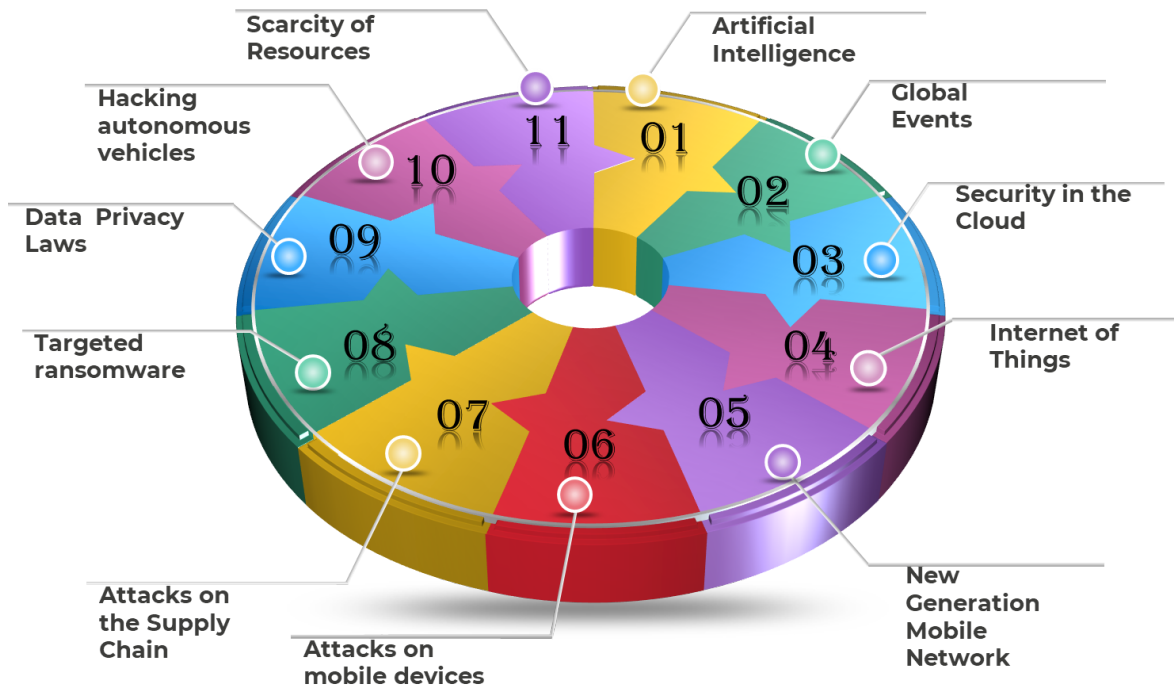 01
Artificial
Intelligence
02
Global
Events
03
Security in the
Cloud
04
Internet of
Things
05
New
Generation
Mobile
Network
06
Attacks on
mobile devices
07
Attacks on
the Supply
Chain
08
Targeted
ransomware
09
Data  Privacy
Laws
10
Hacking
autonomous
vehicles
11
Scarcity of
Resources